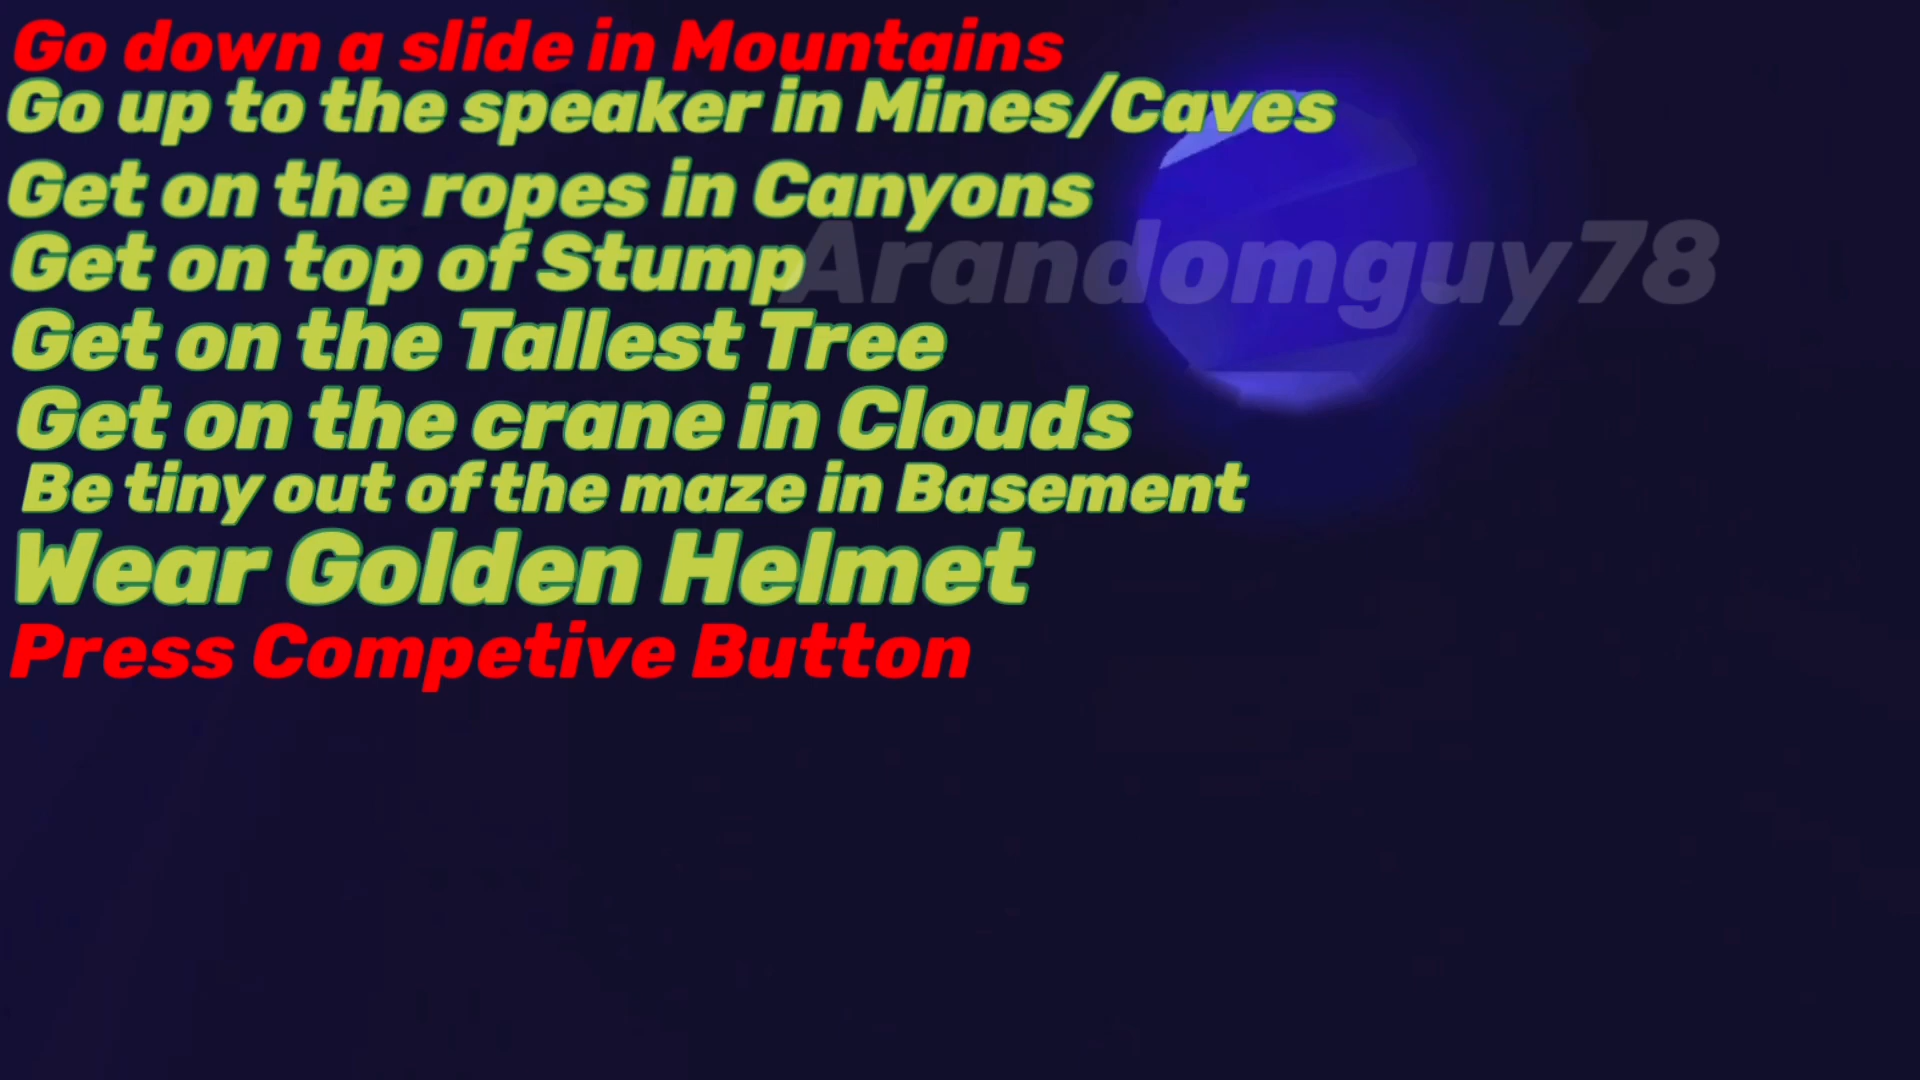 Go down a slide in Mountains
Go up to the speaker in Mines/Caves
Get on the ropes in Canyons
Get on top of Stump
Arandomguy78
Get on the Tallest Tree
Get on the crane in Clouds
Be tiny out of the maze in Basement
Wear Golden Helmet
Press Competive Button